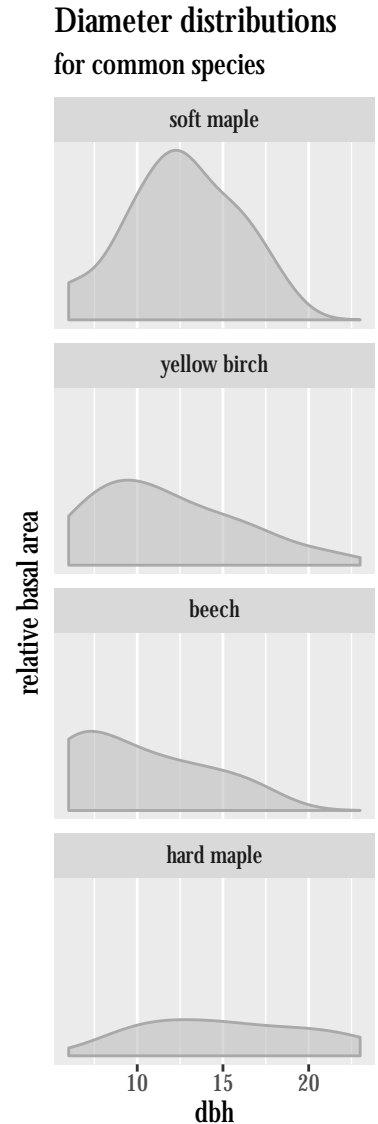 Diameter distributions
for common species
soft maple
yellow birch
relative basal area
beech
hard maple
10 15 20
dbh